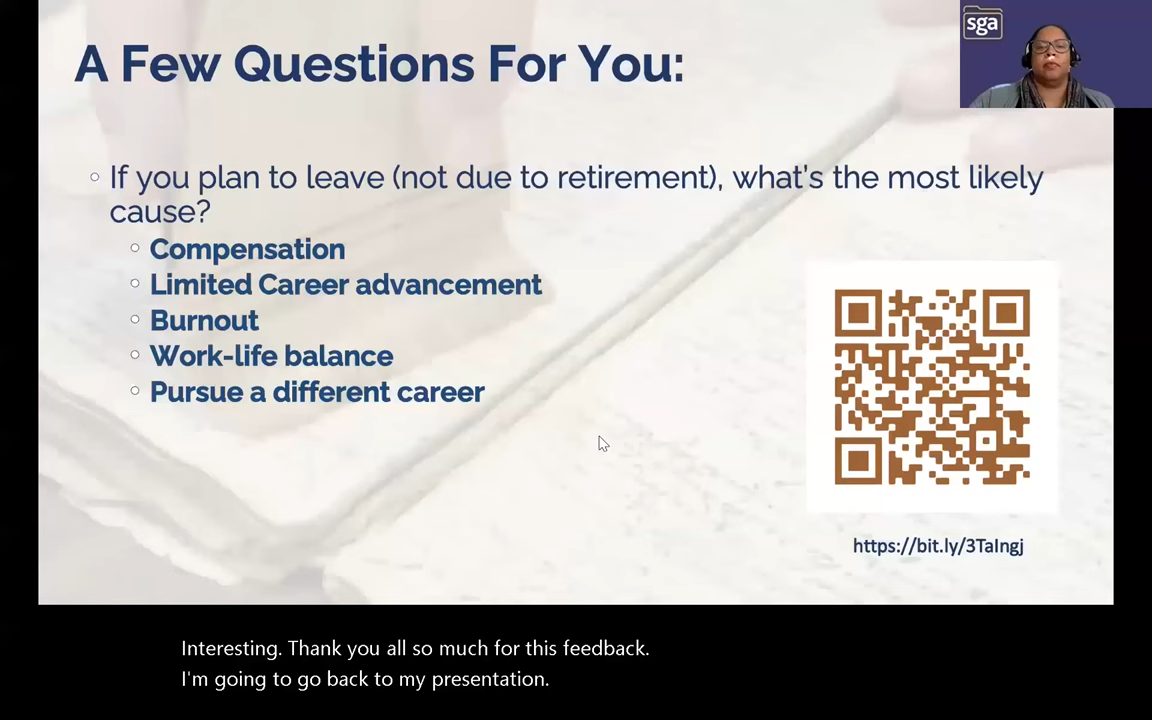 A Few Questions For You:
sga
If you plan to leave (not due to retirement), what's the most likely
cause?
Compensation
Limited Career advancement
Burnout
Work-life balance
Pursue a different career
https://bit.ly/3TaIngj
Interesting. Thank you all so much for this feedback.
I'm going to go back to my presentation.